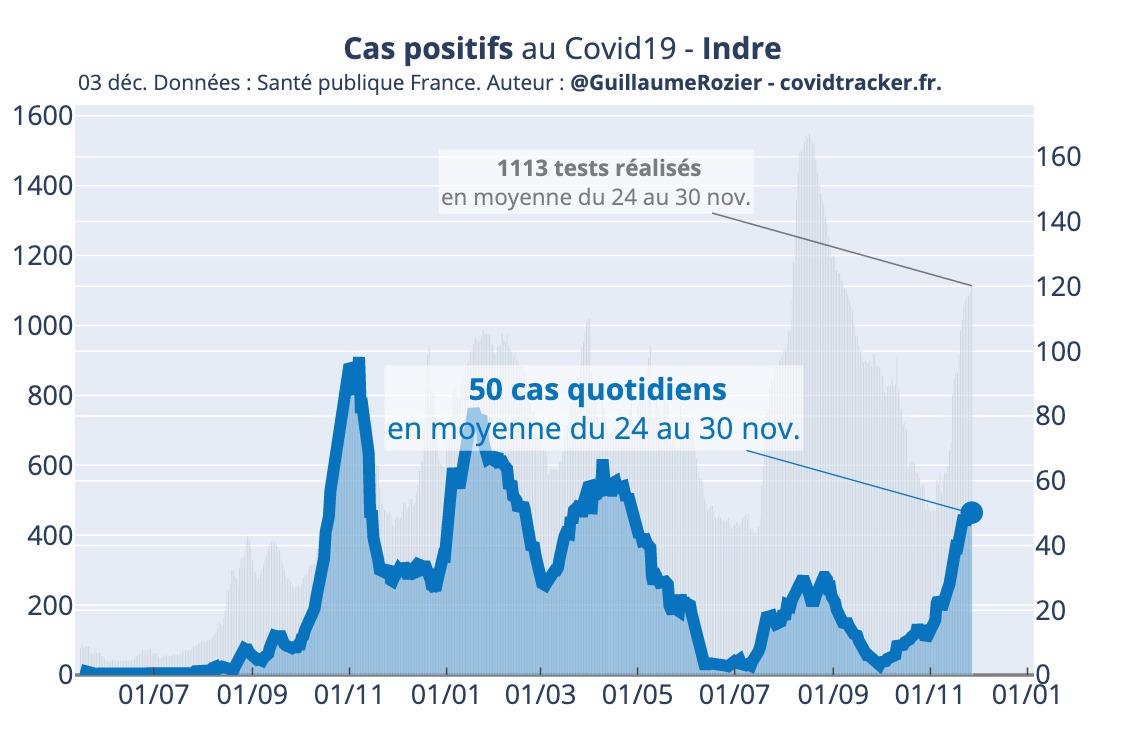 Cas positifs au Covid19 - Indre
03 déc. Données : Santé publique France. Auteur : @GuillaumeRozier - covidtracker.fr.
1600
1400
1200
1000
800
600
400
200
0
160
140
120
100
80
60
40
20
0
1113 tests réalisés
en moyenne du 24 au 30 nov.
50 cas quotidiens
en moyenne du 24 au 30 nov.
01/07 01/09 01/11 01/01 01/03 01/05 01/07 01/09 01/11 01/01